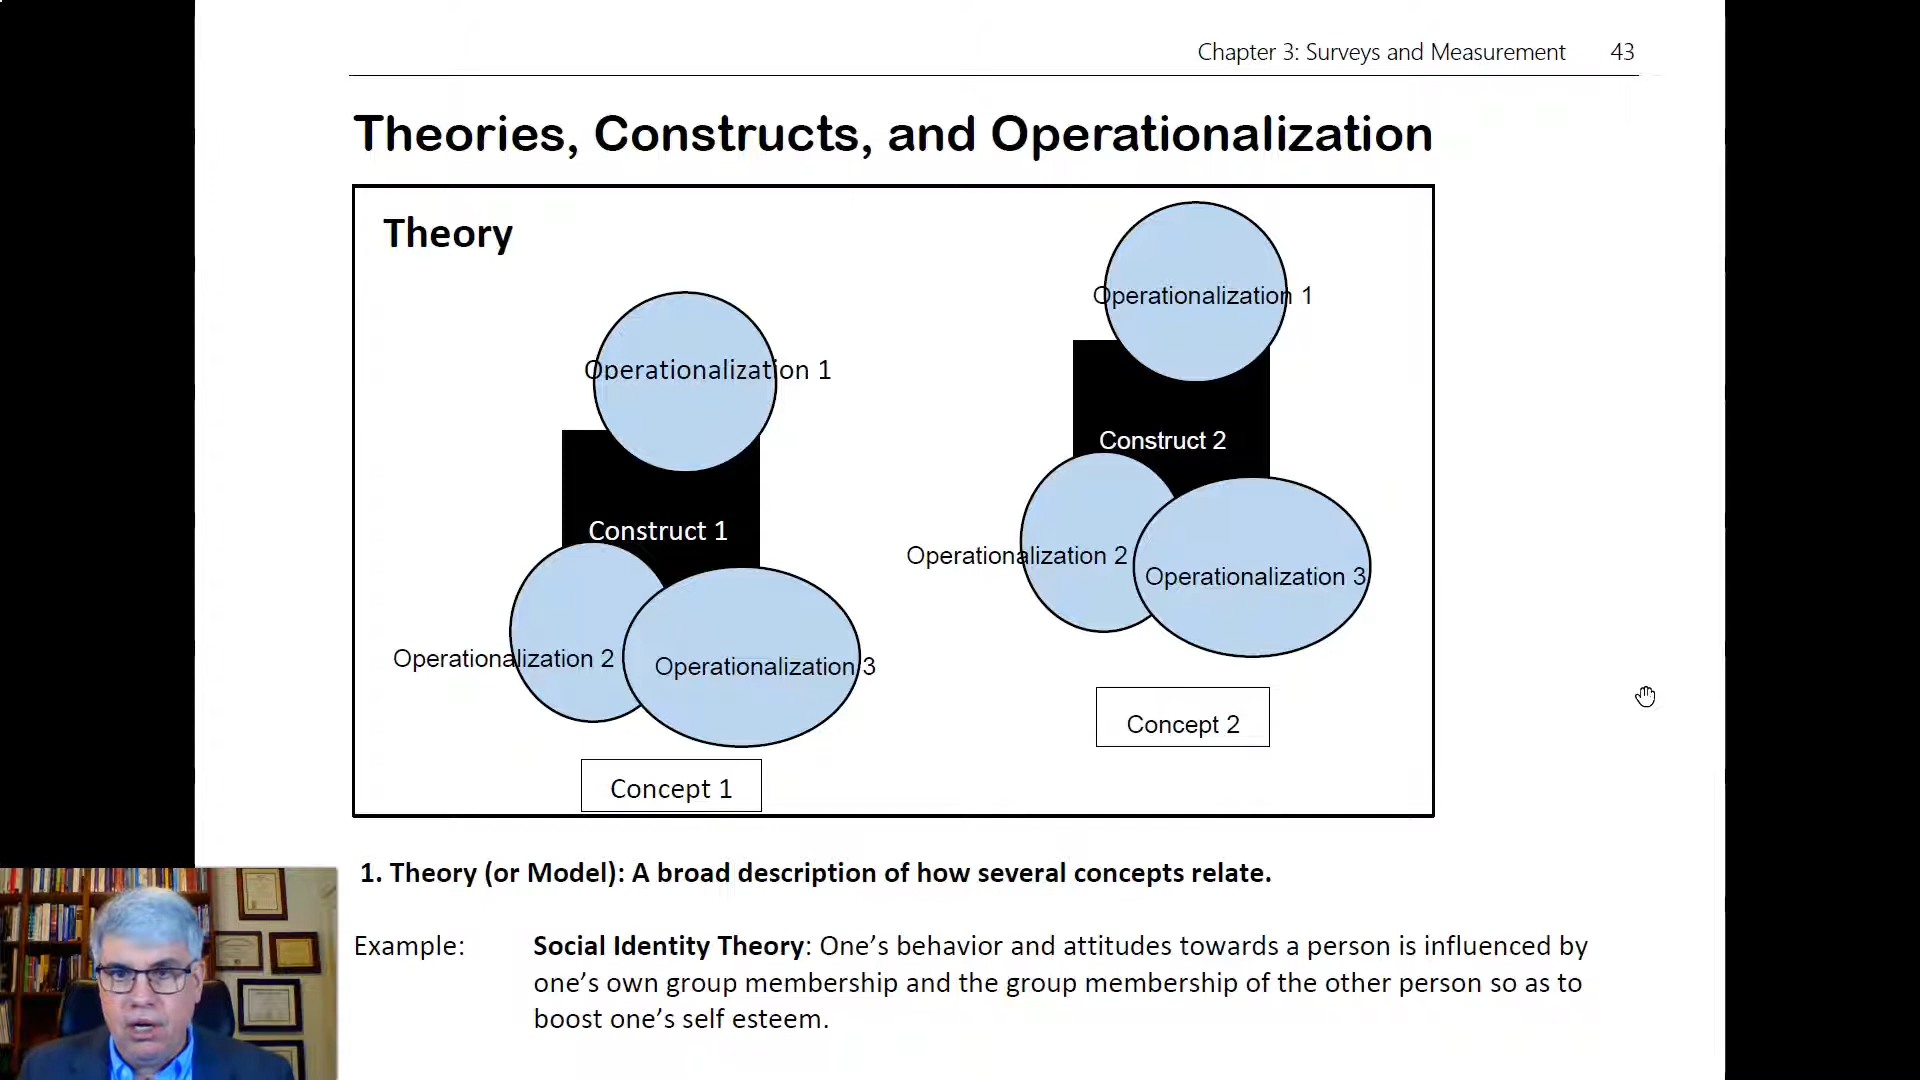 Chapter 3: Surveys and Measurement 43
Theories, Constructs, and Operationalization
Theory
Operationalization 1
Construct 1
Operationalization 2
Operationalization 3
Concept 1
Operationalization 1
Construct 2
Operationalization 2
Operationalization 3
Concept 2
1. Theory (or Model): A broad description of how several concepts relate.
Example: Social Identity Theory: One’s behavior and attitudes towards a person is influenced by
one’s own group membership and the group membership of the other person so as to
boost one’s self esteem.